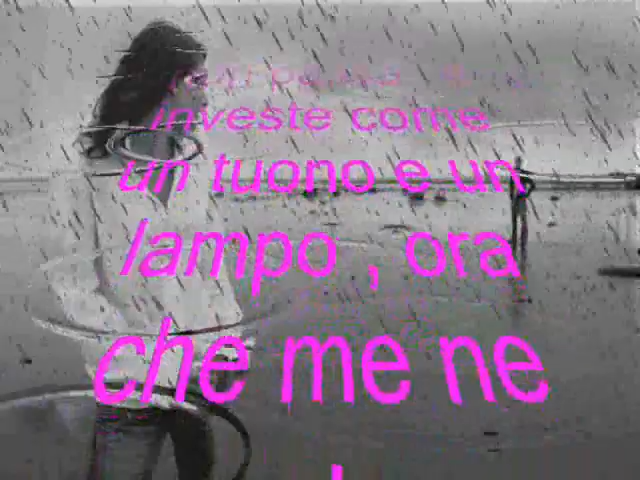 investe come
un tuono e un
lampo , ora
che me ne